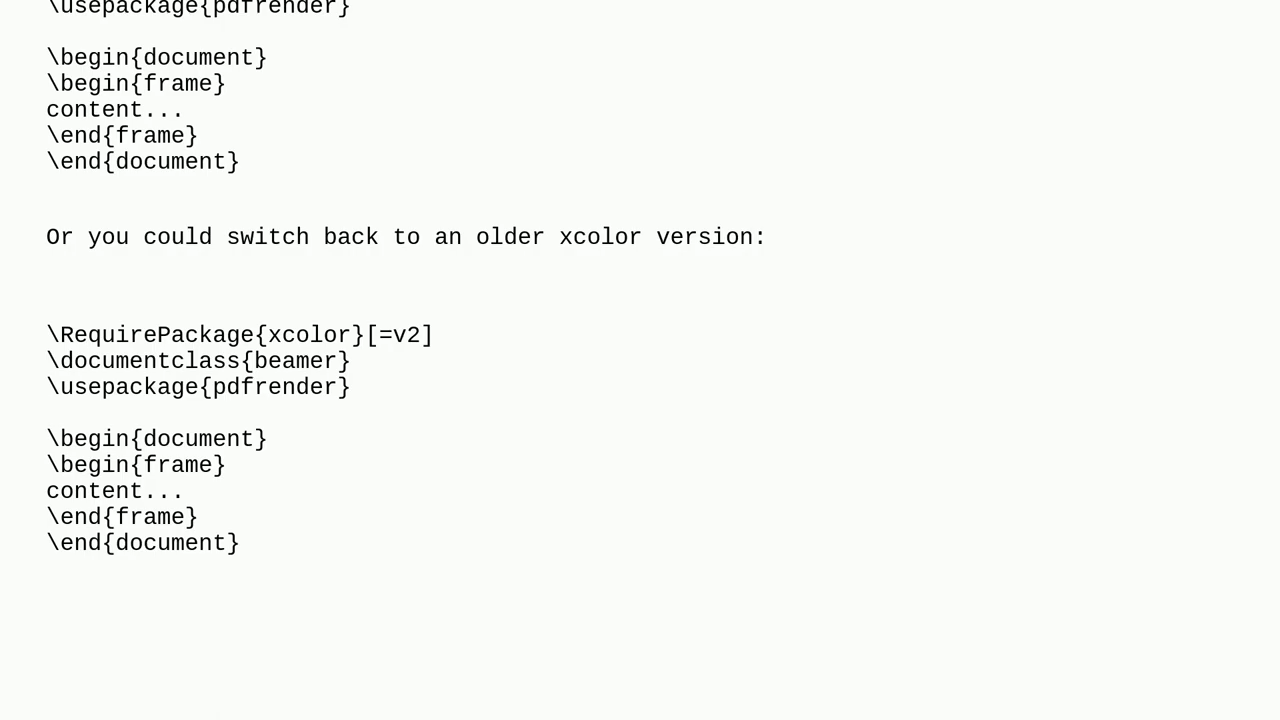 \usepackage{pdfrender}
\begin{document}
\begin{frame}
content...
\end{frame}
\end{document}
Or you could switch back to an older xcolor version:
\RequirePackage{xcolor}[=v2]
\documentclass{beamer}
\usepackage{pdfrender}
\begin{document}
\begin{frame}
content...
\end{frame}
\end{document}